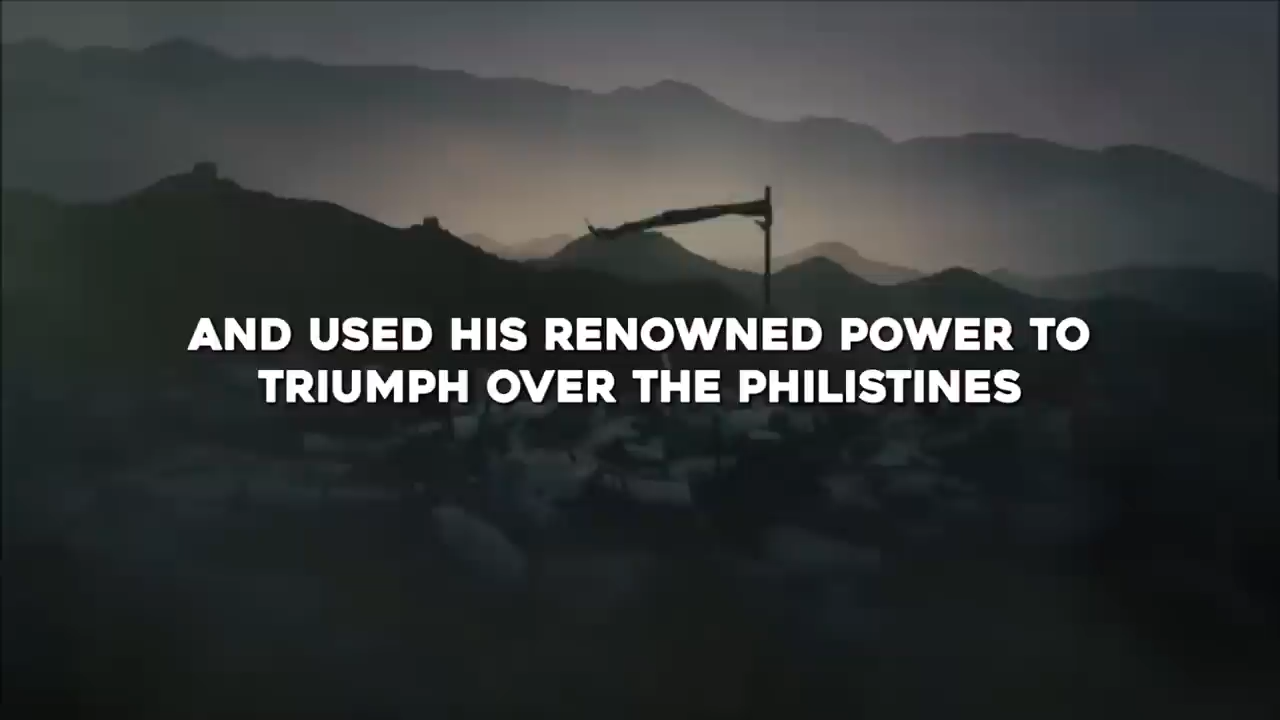 AND USED HIS RENOWNED POWER TO
TRIUMPH OVER THE PHILISTINES